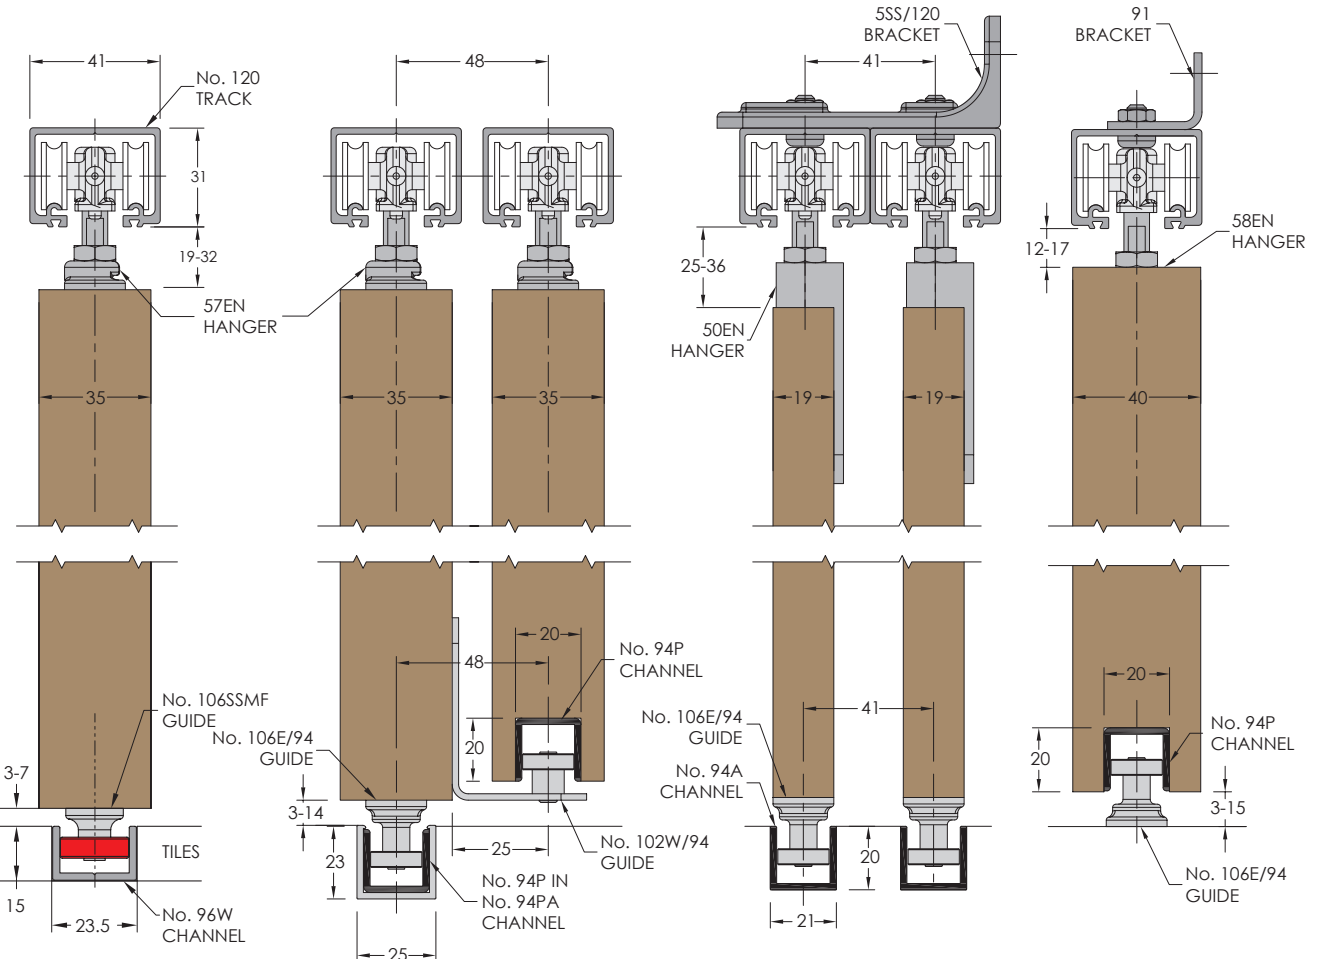 5SS/120
BRACKET
91
BRACKET
41
48
41
No. 120
TRACK
31
19-32
25-36
12-17
58EN
HANGER
57EN
HANGER
50EN
HANGER
35
35
35
19
19
40
20
48
No. 94P
CHANNEL
20
41
20
20
No. 106SSMF
GUIDE
No. 106E/94
GUIDE
No. 106E/94
GUIDE
No. 94A
CHANNEL
No. 94P
CHANNEL
3-7
3-14
3-15
TILES
15
23
25
20
No. 102W/94
GUIDE
No. 94P IN
No. 94PA
CHANNEL
No. 106E/94
GUIDE
No. 96W
CHANNEL
23.5
21
25